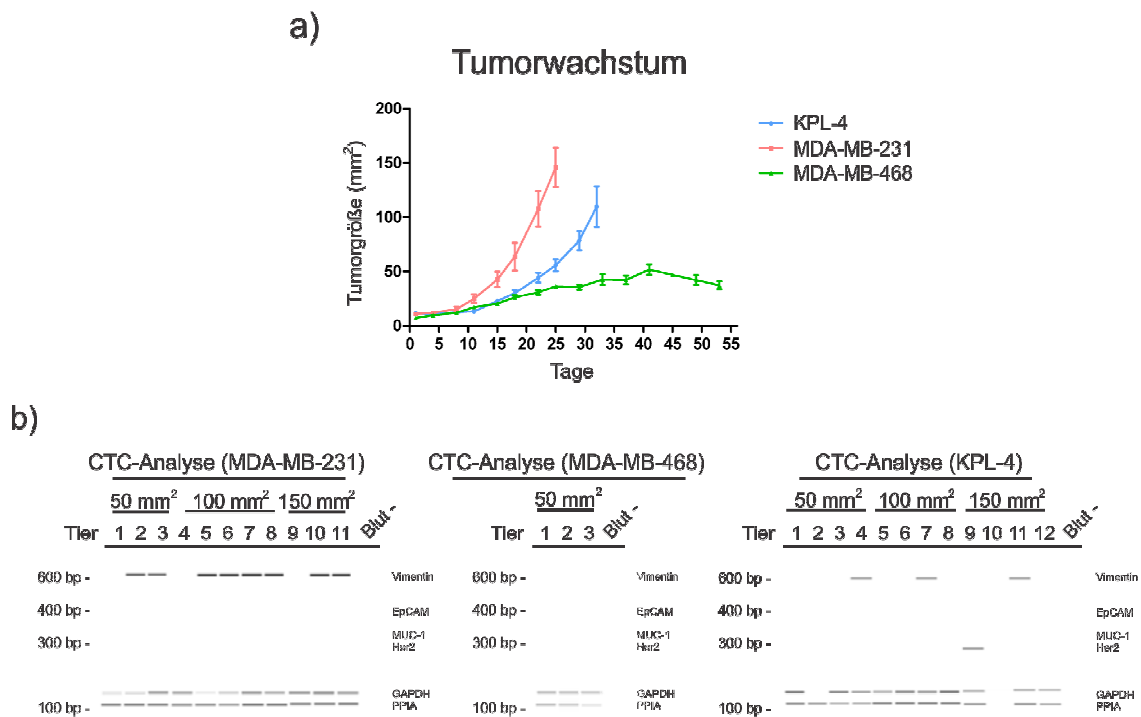 a)
Tumorwachstum
Tumorgröße (mm²)
200
150
100
50
0
0 5 10 15 20 25 30 35 40 45 50 55
Tage
KPL-4
MDA-MB-231
MDA-MB-468
b)
CTC-Analyse (MDA-MB-231)
50 mm² 100 mm² 150 mm²
Tier 1 2 3 4 5 6 7 8 9 10 11 Blut -
600 bp - Vimentin
400 bp - EpCAM
300 bp - MUC-1
Her2
GAPDH
100 bp - PPIA
CTC-Analyse (MDA-MB-468)
50 mm²
Tier 1 2 3 Blut -
600 bp - Vimentin
400 bp - EpCAM
300 bp - MUC-1
Her2
GAPDH
100 bp - PPIA
CTC-Analyse (KPL-4)
50 mm² 100 mm² 150 mm²
Tier 1 2 3 4 5 6 7 8 9 10 11 12 Blut -
600 bp - Vimentin
400 bp - EpCAM
300 bp - MUC-1
Her2
GAPDH
100 bp - PPIA